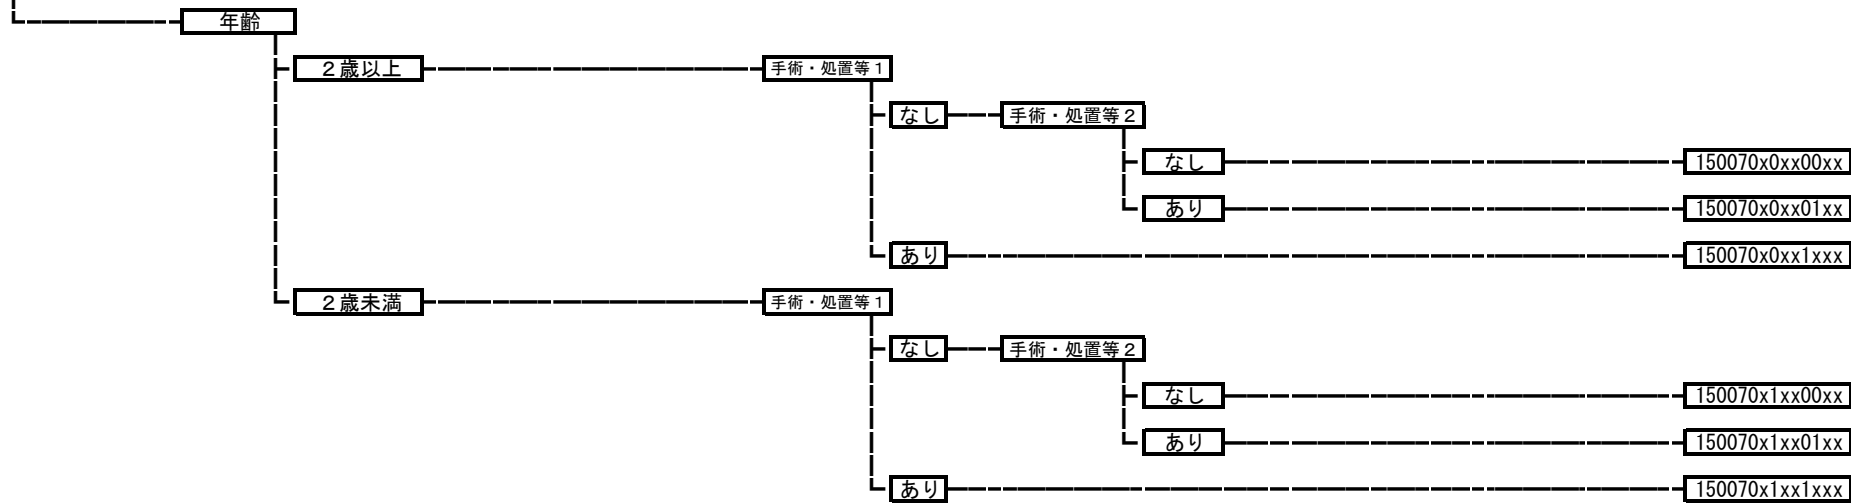 年齢
２歳以上 手術・処置等１
なし 手術・処置等２
なし 150070x0xx00xx
あり 150070x0xx01xx
あり 150070x0xx1xxx
２歳未満 手術・処置等１
なし 手術・処置等２
なし 150070x1xx00xx
あり 150070x1xx01xx
あり 150070x1xx1xxx